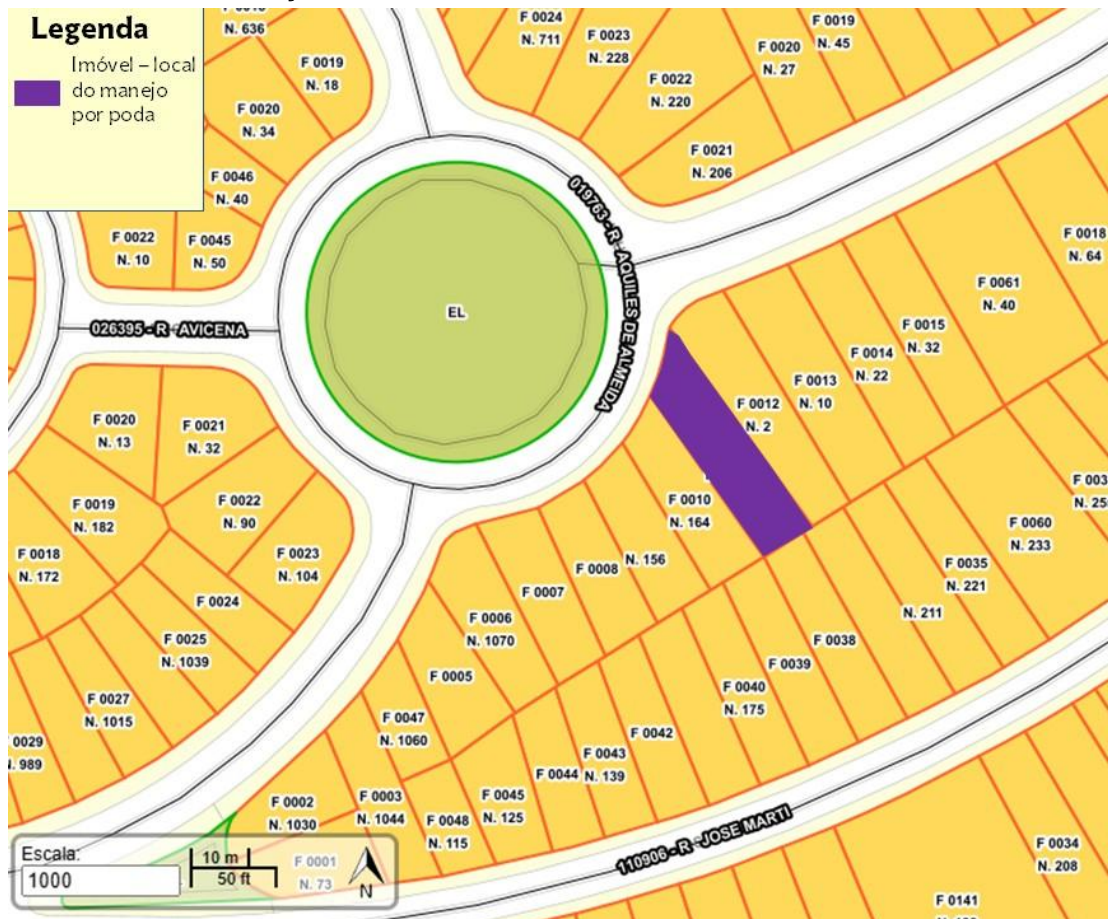 Legenda
Imóvel – local
do manejo
por poda
N. 636
F 0019
N. 18
F 0020
N. 34
F 0046
N. 40
F 0022
N. 10
F 0045
N. 50
F 0024
N. 711
F 0023
N. 228
F 0022
N. 220
F 0021
N. 206
F 0020
N. 27
F 0019
N. 45
F 0018
N. 64
F 0061
N. 40
F 0015
N. 32
F 0014
N. 22
F 0013
N. 10
F 0012
N. 2
019763 - R - AQUILES DE ALMEIDA
EL
026395 - R - AVICENA
F 0020
N. 13
F 0021
N. 32
F 0019
N. 182
F 0022
N. 90
F 0018
N. 172
F 0023
N. 104
F 0024
F 0025
N. 1039
F 0027
N. 1015
0029
N. 989
F 0010
N. 164
N. 156
F 0008
F 0007
F 0006
N. 1070
F 0005
F 0047
N. 1060
F 003
N. 25
F 0060
N. 233
F 0035
N. 221
N. 211
F 0038
F 0039
F 0040
N. 175
F 0042
F 0043
N. 139
F 0044
F 0045
N. 125
F 0048
N. 115
F 0003
N. 1044
F 0002
N. 1030
F 0001
N. 73
110906 - R - JOSE MARTI
F 0034
N. 208
F 0141
Escala:
1000
10 m
50 ft
N